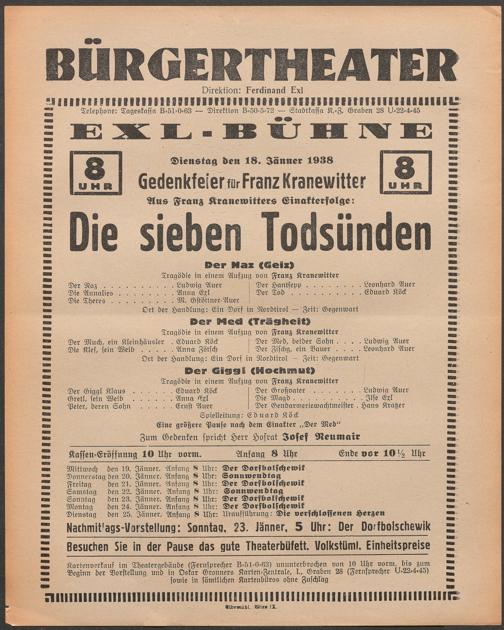 BÜRGERTHEATER
Direktion: Ferdinand Exl
Telephone: Tageskassa B-51-0-63 — Direktion B-50-5-72 — Stadtkassa K.-J. Graben 28 U-22-4-45
EXL-BÜHNE
8 UHR
Dienstag den 18. Jänner 1938
8 UHR
Gedenkfeier für Franz Kranewitter
Aus Franz Kranewitters Einakterfolge:
Die sieben Todsünden
Der Naz (Geiz)
Tragödie in einem Aufzug von Franz Kranewitter
Der Naz . . . . . . . . . . . Ludwig Auer Der Hantsepp . . . . . . . . . Leonhard Auer
Die Annalies . . . . . . . . . Anna Exl Der Tod . . . . . . . . . . . Eduard Köck
Die Theres . . . . . . . . . M. Gstöttner-Auer
Ort der Handlung: Ein Dorf in Nordtirol — Zeit: Gegenwart
Der Med (Trägheit)
Tragödie in einem Aufzug von Franz Kranewitter
Der Much, ein Kleinhäusler . Eduard Köck Der Med, beider Sohn . . . Ludwig Auer
Die Klef, sein Weib . . . . . Anna Försch Der Fischg, ein Bauer . . . . Leonhard Auer
Ort der Handlung: Ein Dorf in Nordtirol — Zeit: Gegenwart
Der Giggl (Hochmut)
Tragödie in einem Aufzug von Franz Kranewitter
Der Giggl Klaus . . . . . Eduard Köck Der Großvater . . . . . . . Ludwig Auer
Gretl, sein Weib . . . . . . Anna Exl Die Magd . . . . . . . . . Ilse Exl
Peter, deren Sohn . . . . . Ernst Auer Der Gendarmeriewachtmeister . Hans Kratzer
Spielleitung: Eduard Köck
Eine größere Pause nach dem Einakter „Der Med“
Zum Gedenken spricht Herr Hofrat Josef Neumair
Kassen-Eröffnung 10 Uhr vorm. Anfang 8 Uhr Ende vor 10½ Uhr
Mittwoch den 19. Jänner. Anfang 8 Uhr: Der Dorfbolschewik
Donnerstag den 20. Jänner. Anfang 8 Uhr: Sonnwendtag
Freitag den 21. Jänner. Anfang 8 Uhr: Der Dorfbolschewik
Samstag den 22. Jänner. Anfang 8 Uhr: Sonnwendtag
Sonntag den 23. Jänner. Anfang 8 Uhr: Der Dorfbolschewik
Montag den 24. Jänner. Anfang 8 Uhr: Der Dorfbolschewik
Dienstag den 25. Jänner. Anfang 8 Uhr: Uraufführung: Die verschlossenen Herzen
Nachmittags-Vorstellung: Sonntag, 23. Jänner, 5 Uhr: Der Dorfbolschewik
Besuchen Sie in der Pause das gute Theaterbüfett. Volkstüml. Einheitspreise
Kartenverkauf im Theatergebäude (Fernsprecher B-51-0-63) ununterbrochen von 10 Uhr vorm. bis zum
Beginn der Vorstellung und in Oskar Gronners Karten-Zentrale, I., Graben 28 (Fernsprecher U-22-4-45)
sowie in sämtlichen Kartenbüros ohne Zuschlag